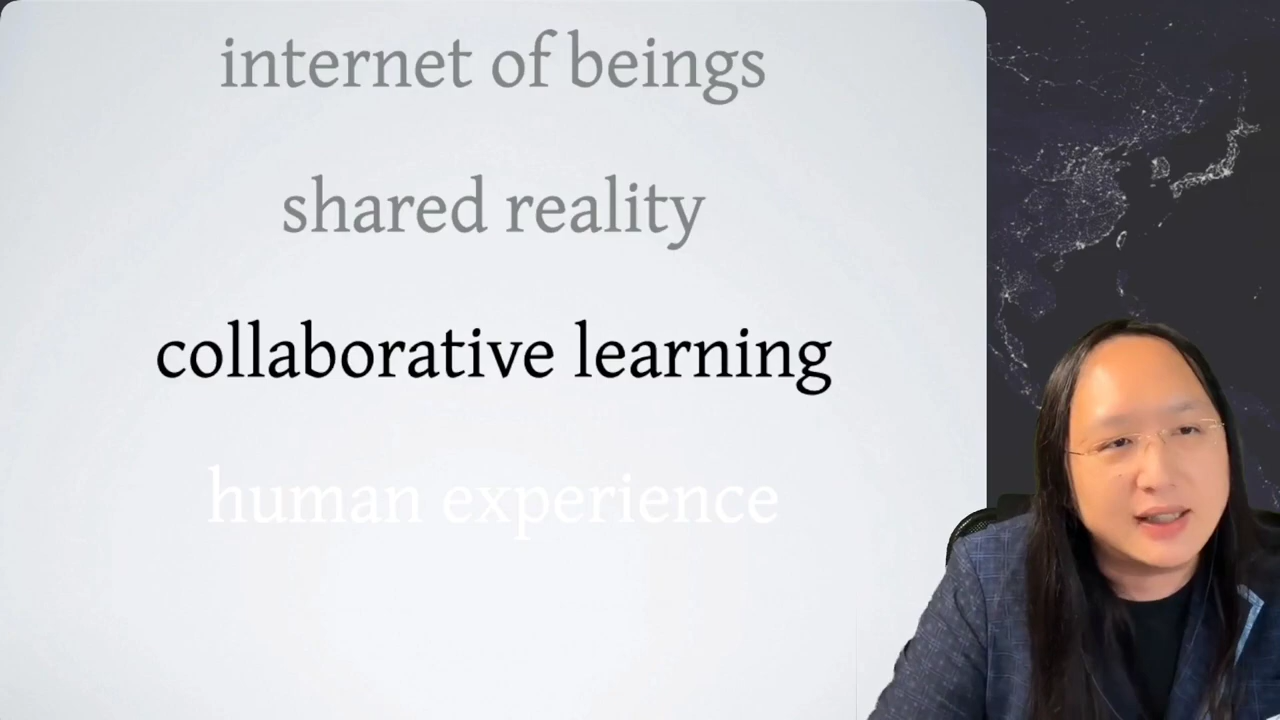 internet of beings
shared reality
collaborative learning
human experience